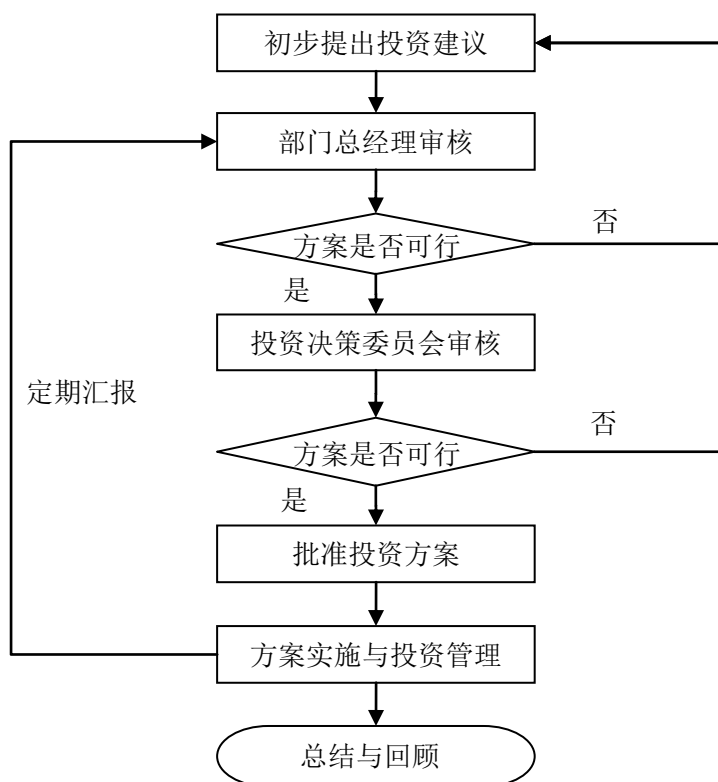 初步提出投资建议
部门总经理审核
方案是否可行
否
是
投资决策委员会审核
定期汇报
方案是否可行
否
是
批准投资方案
方案实施与投资管理
总结与回顾